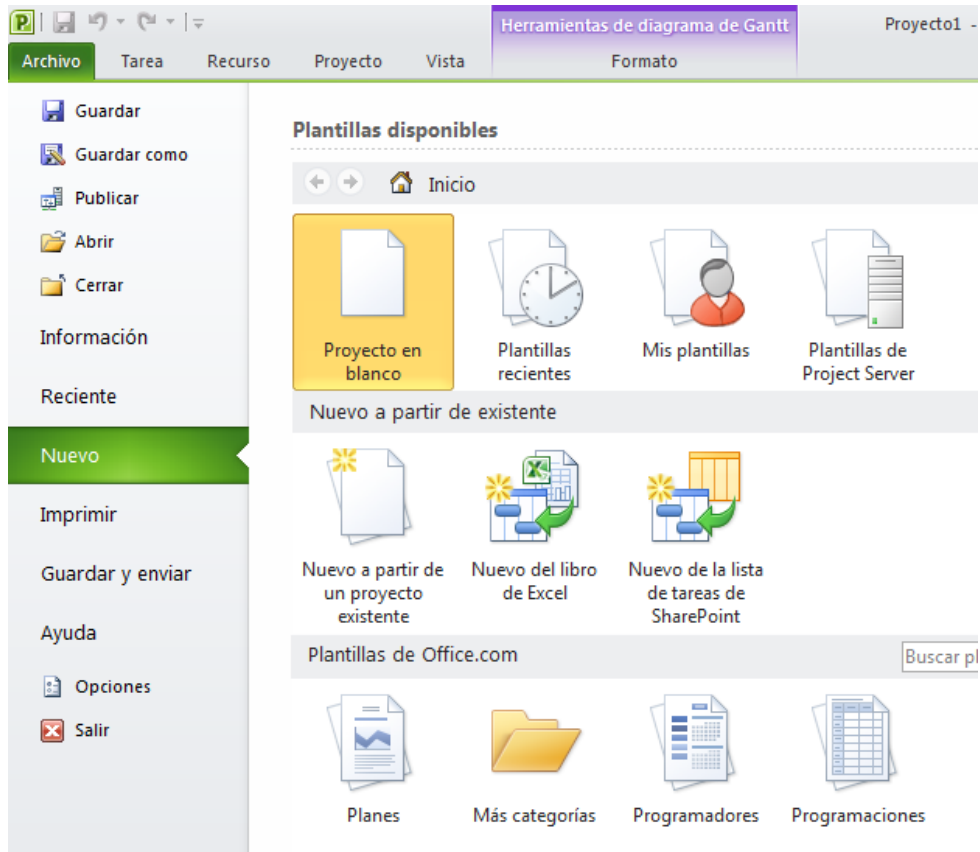 Herramientas de diagrama de Gantt Proyecto1 -
Archivo Tarea Recurso Proyecto Vista Formato
Guardar
Guardar como
Publicar
Abrir
Cerrar
Información
Reciente
Nuevo
Imprimir
Guardar y enviar
Ayuda
Opciones
Salir
Plantillas disponibles
Inicio
Proyecto en
blanco
Plantillas
recientes
Mis plantillas
Plantillas de
Project Server
Nuevo a partir de existente
Nuevo a partir de
un proyecto
existente
Nuevo del libro
de Excel
Nuevo de la lista
de tareas de
SharePoint
Plantillas de Office.com
Buscar pl
Planes
Más categorías
Programadores
Programaciones